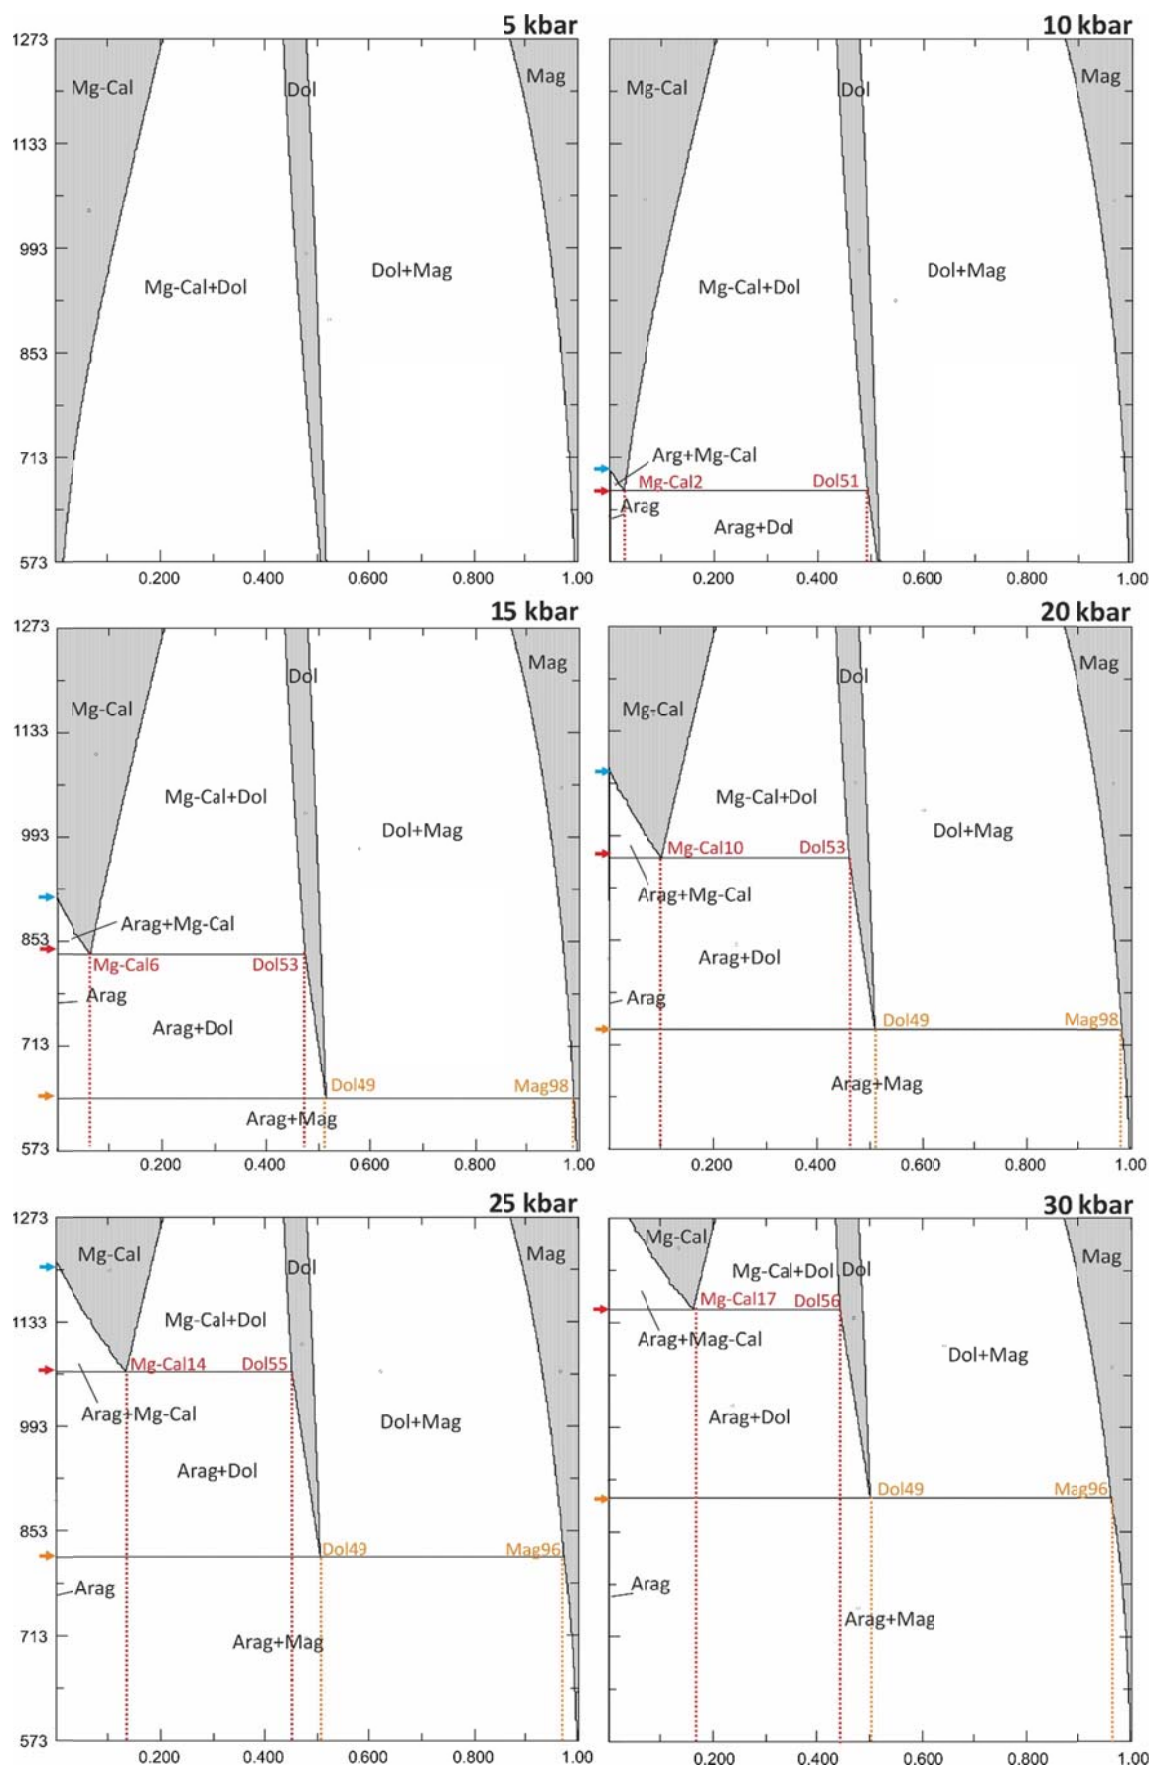 5 kbar
1273
Mg-Cal
Dol
Mag
1133
993
Mg-Cal+Dol
Dol+Mag
853
713
573
0.200
0.400
0.600
0.800
1.00
10 kbar
Mg-Cal
Dol
Mag
Mg-Cal+Dol
Dol+Mag
Arg+Mg-Cal
Mg-Cal2
Dol51
Arag
Arag+Dol
0.200
0.400
0.600
0.800
1.00
15 kbar
1273
Mag
Dol
Mg-Cal
1133
Mg-Cal+Dol
Dol+Mag
993
853
Arag+Mg-Cal
Mg-Cal6
Dol53
Arag
Arag+Dol
713
Dol49
Mag98
Arag+Mag
573
0.200
0.400
0.600
0.800
1.00
20 kbar
Mag
Dol
Mg-Cal
Mg-Cal+Dol
Dol+Mag
Mg-Cal10
Dol53
Arag+Mg-Cal
Arag+Dol
Arag
Dol49
Mag98
Arag+Mag
0.200
0.400
0.600
0.800
1.00
25 kbar
1273
Mg-Cal
Mag
Dol
1133
Mg-Cal+Dol
Mg-Cal14
Dol55
Arag+Mg-Cal
993
Dol+Mag
Arag+Dol
853
Dol49
Mag96
Arag
713
Arag+Mag
573
0.200
0.400
0.600
0.800
1.00
30 kbar
Mg-Cal
Mag
Mg-Cal+Dol
Dol
Mg-Cal17
Dol56
Arag+Mag-Cal
Dol+Mag
Arag+Dol
Dol49
Mag96
Arag
Arag+Mag
0.200
0.400
0.600
0.800
1.00